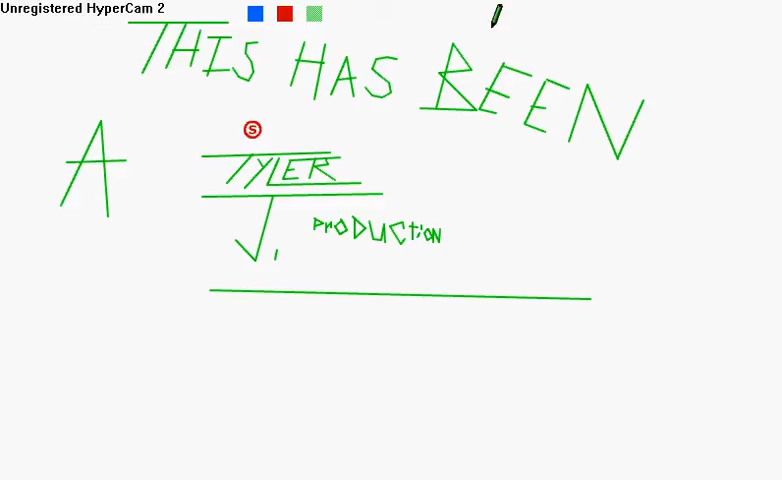 Unregistered HyperCam 2
THIS HAS BEEN
A TYLER
PRODUCtiON